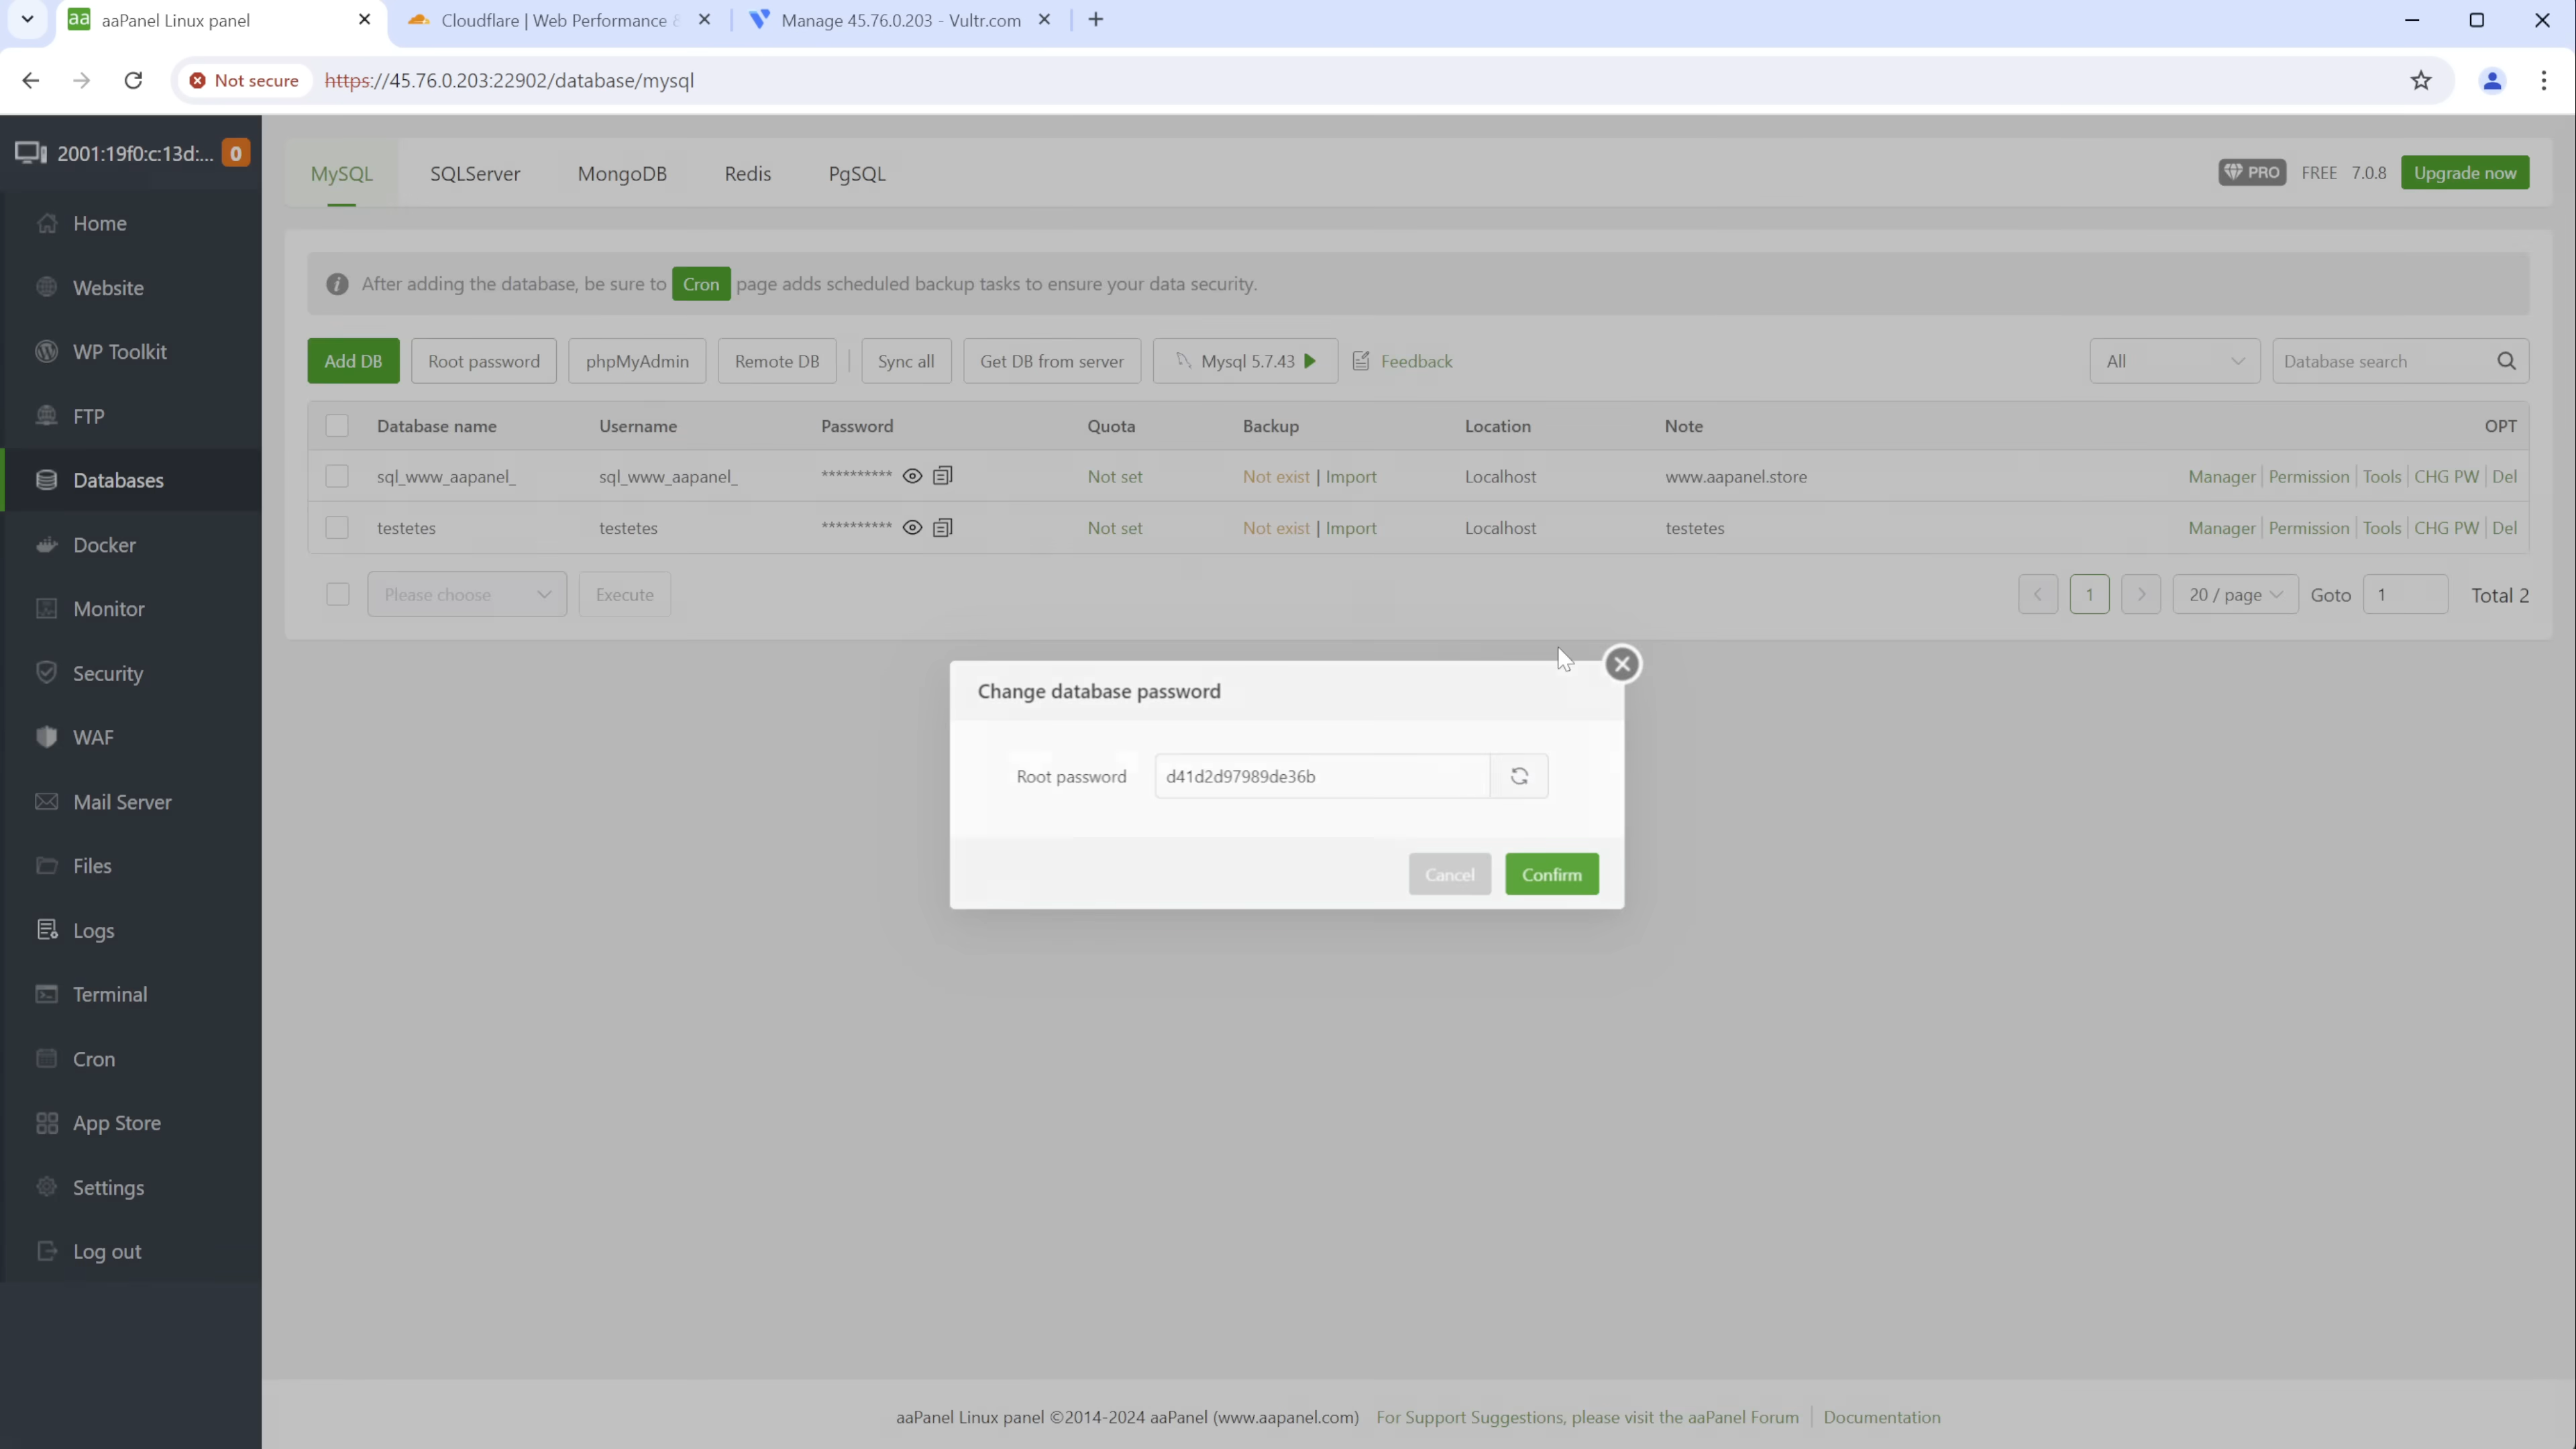 aaPanel Linux panel
Cloudflare | Web Performance &
Manage 45.76.0.203 - Vultr.com
Not secure https://45.76.0.203:22902/database/mysql
2001:19f0:c:13d:... 0
Home
Website
WP Toolkit
FTP
Databases
Docker
Monitor
Security
WAF
Mail Server
Files
Logs
Terminal
Cron
App Store
Settings
Log out
MySQL SQLServer MongoDB Redis PgSQL
PRO FREE 7.0.8 Upgrade now
After adding the database, be sure to Cron page adds scheduled backup tasks to ensure your data security.
Add DB Root password phpMyAdmin Remote DB Sync all Get DB from server Mysql 5.7.43 Feedback All Database search
Database name Username Password Quota Backup Location Note OPT
sql_www_aapanel_ sql_www_aapanel_ ********** Not set Not exist | Import Localhost www.aapanel.store Manager Permission Tools CHG PW Del
testetes testetes ********** Not set Not exist | Import Localhost testetes Manager Permission Tools CHG PW Del
Please choose Execute 1 20 / page Goto 1 Total 2
Change database password
Root password d41d2d97989de36b
Cancel Confirm
aaPanel Linux panel ©2014-2024 aaPanel (www.aapanel.com) For Support Suggestions, please visit the aaPanel Forum Documentation